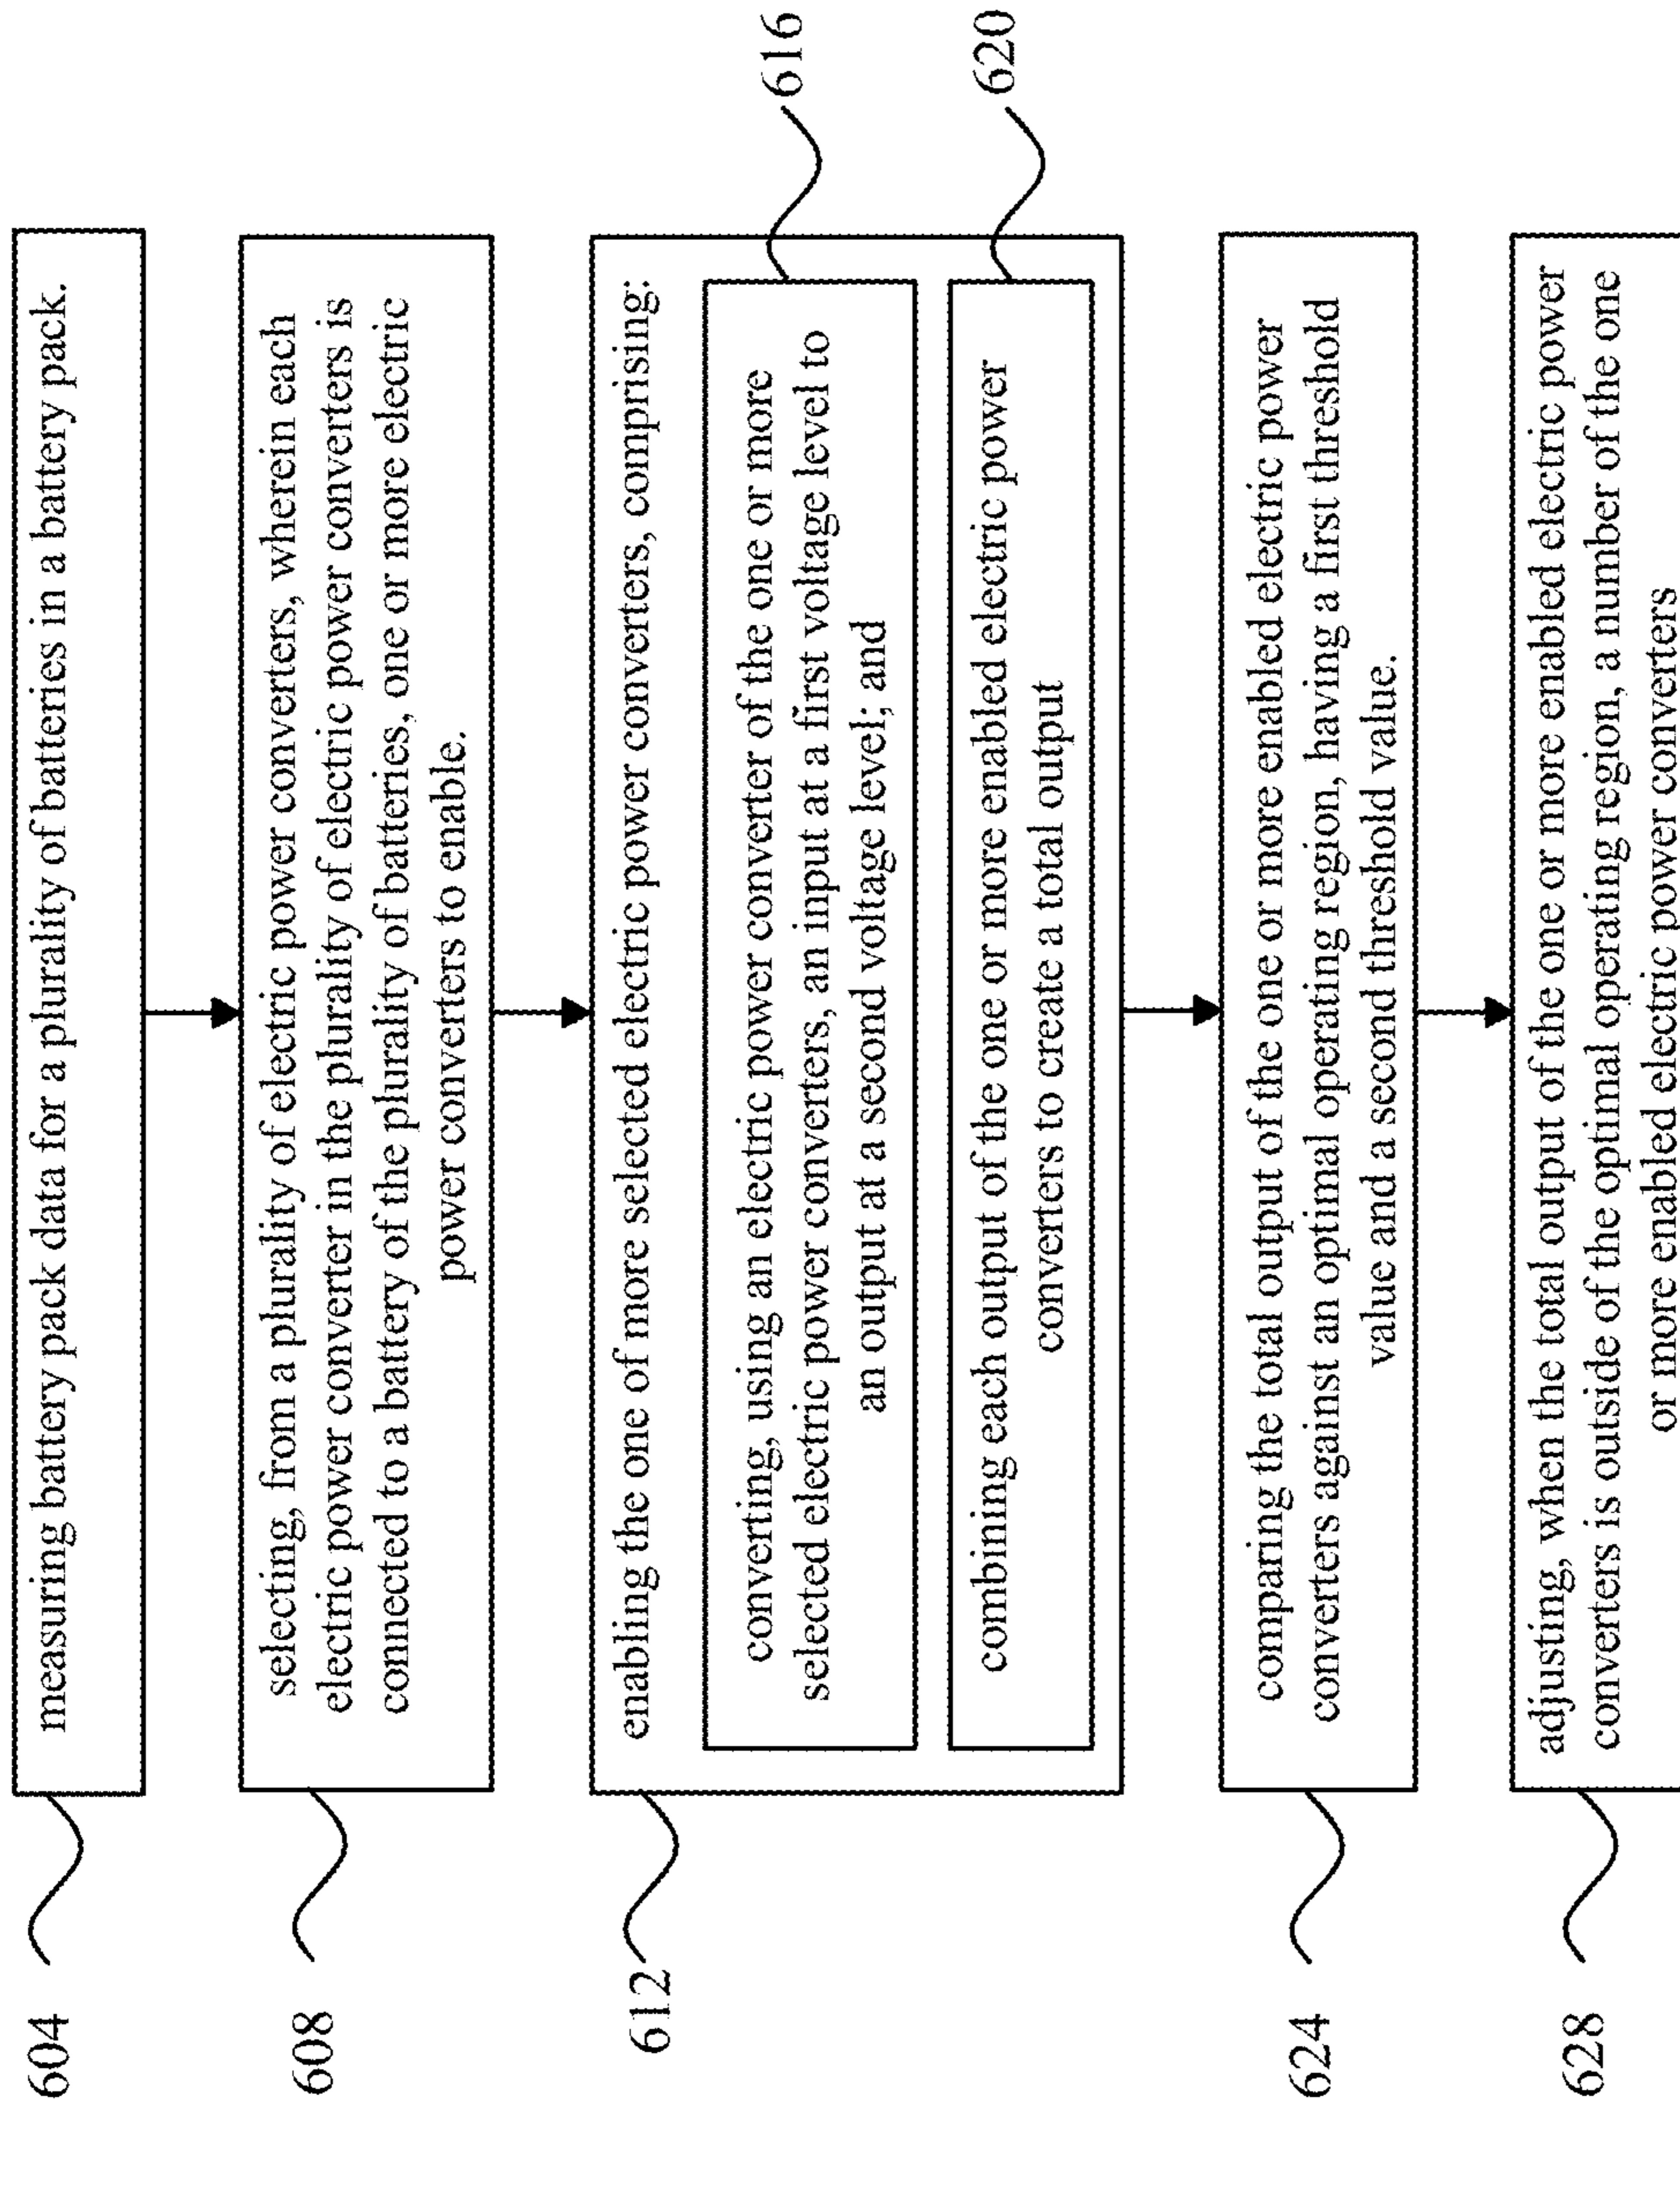 604
measuring battery pack data for a plurality of batteries in a battery pack.
608
selecting, from a plurality of electric power converters, wherein each
electric power converter in the plurality of electric power converters is
connected to a battery of the plurality of batteries, one or more electric
power converters to enable.
612
enabling the one of more selected electric power converters, comprising:
616
converting, using an electric power converter of the one or more
selected electric power converters, an input at a first voltage level to
an output at a second voltage level; and
620
combining each output of the one or more enabled electric power
converters to create a total output
624
comparing the total output of the one or more enabled electric power
converters against an optimal operating region, having a first threshold
value and a second threshold value.
628
adjusting, when the total output of the one or more enabled electric power
converters is outside of the optimal operating region, a number of the one
or more enabled electric power converters